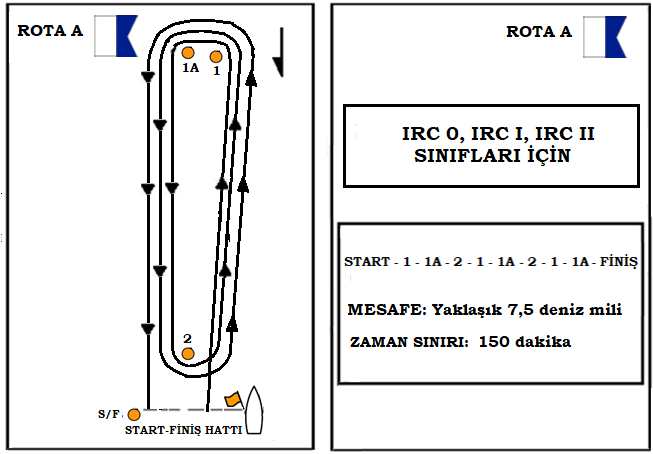 ROTA A
1A
1
2
S/F
START-FİNİŞ HATTI
ROTA A
IRC 0, IRC I, IRC II
SINIFLARI İÇİN
START - 1 - 1A - 2 - 1 - 1A - 2 - 1 - 1A - FİNİŞ
MESAFE: Yaklaşık 7,5 deniz mili
ZAMAN SINIRI: 150 dakika